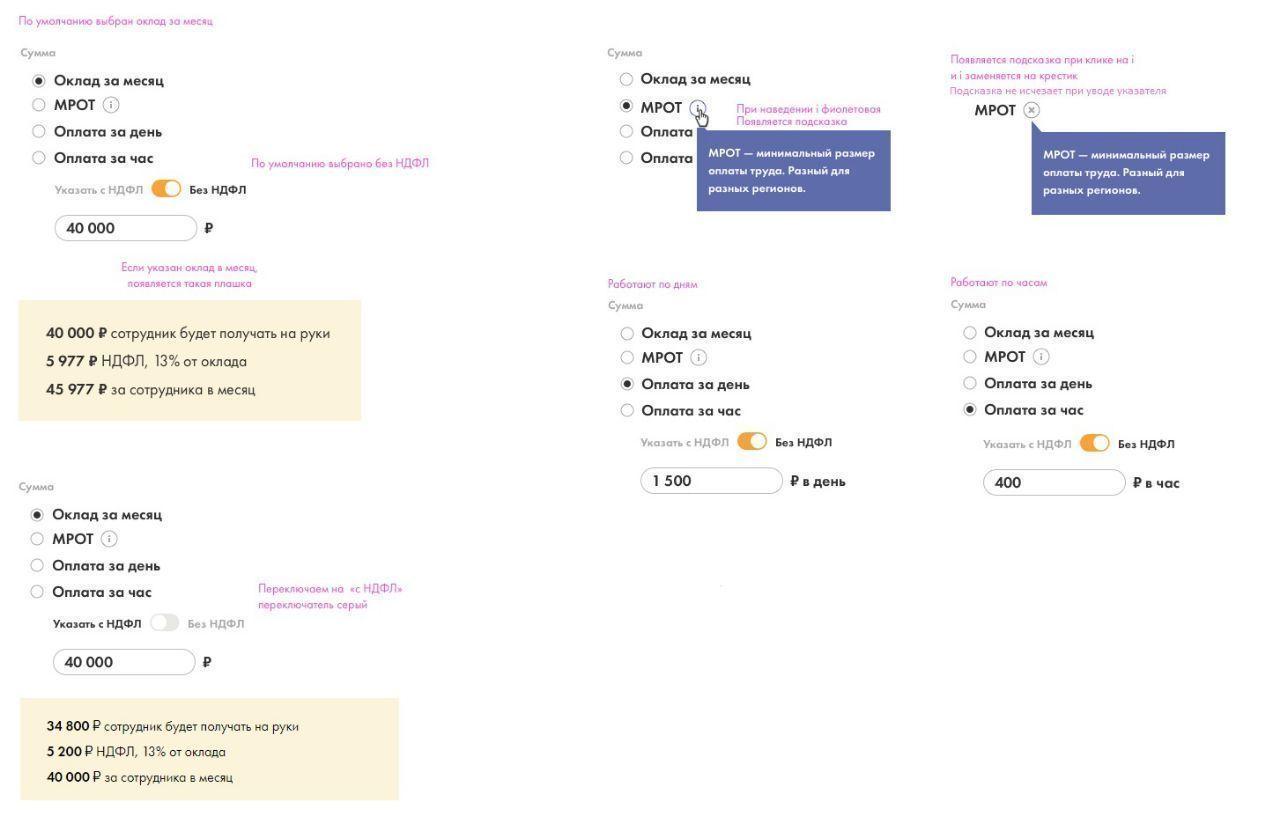 По умолчанию выбран оклад за месяц
Сумма
Оклад за месяц
МРОТ i
Оплата за день
Оплата за час
По умолчанию выбрано без НДФЛ
Указать с НДФЛ Без НДФЛ
40 000 ₽
Если указан оклад в месяц,
появляется такая плашка
40 000 ₽ сотрудник будет получать на руки
5 977 ₽ НДФЛ, 13% от оклада
45 977 ₽ за сотрудника в месяц
Сумма
Оклад за месяц
МРОТ i
Оплата за день
Оплата за час
Переключаем на «с НДФЛ»
переключатель серый
Указать с НДФЛ Без НДФЛ
40 000 ₽
34 800 ₽ сотрудник будет получать на руки
5 200 ₽ НДФЛ, 13% от оклада
40 000 ₽ за сотрудника в месяц
Сумма
Оклад за месяц
МРОТ i
При наведении i фиолетовая
Появляется подсказка
Оплата
Оплата
МРОТ — минимальный размер
оплаты труда. Разный для
разных регионов.
Появляется подсказка при клике на i
и i заменяется на крестик
Подсказка не исчезает при уводе указателя
МРОТ
МРОТ — минимальный размер
оплаты труда. Разный для
разных регионов.
Работают по дням
Сумма
Оклад за месяц
МРОТ i
Оплата за день
Оплата за час
Указать с НДФЛ Без НДФЛ
1 500 ₽ в день
Работают по часам
Сумма
Оклад за месяц
МРОТ i
Оплата за день
Оплата за час
Указать с НДФЛ Без НДФЛ
400 ₽ в час